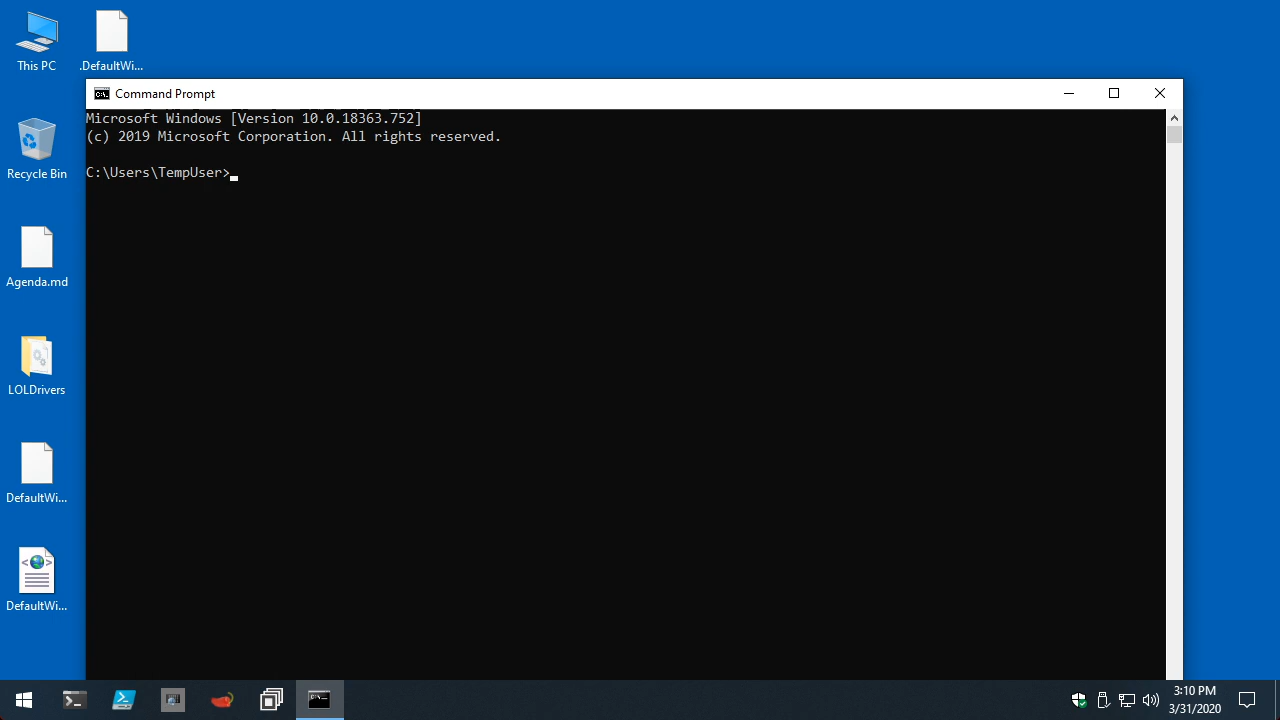 This PC
.DefaultWi...
Command Prompt
Microsoft Windows [Version 10.0.18363.752]
(c) 2019 Microsoft Corporation. All rights reserved.
C:\Users\TempUser>
Recycle Bin
Agenda.md
LOLDrivers
DefaultWi...
DefaultWi...
3:10 PM
3/31/2020